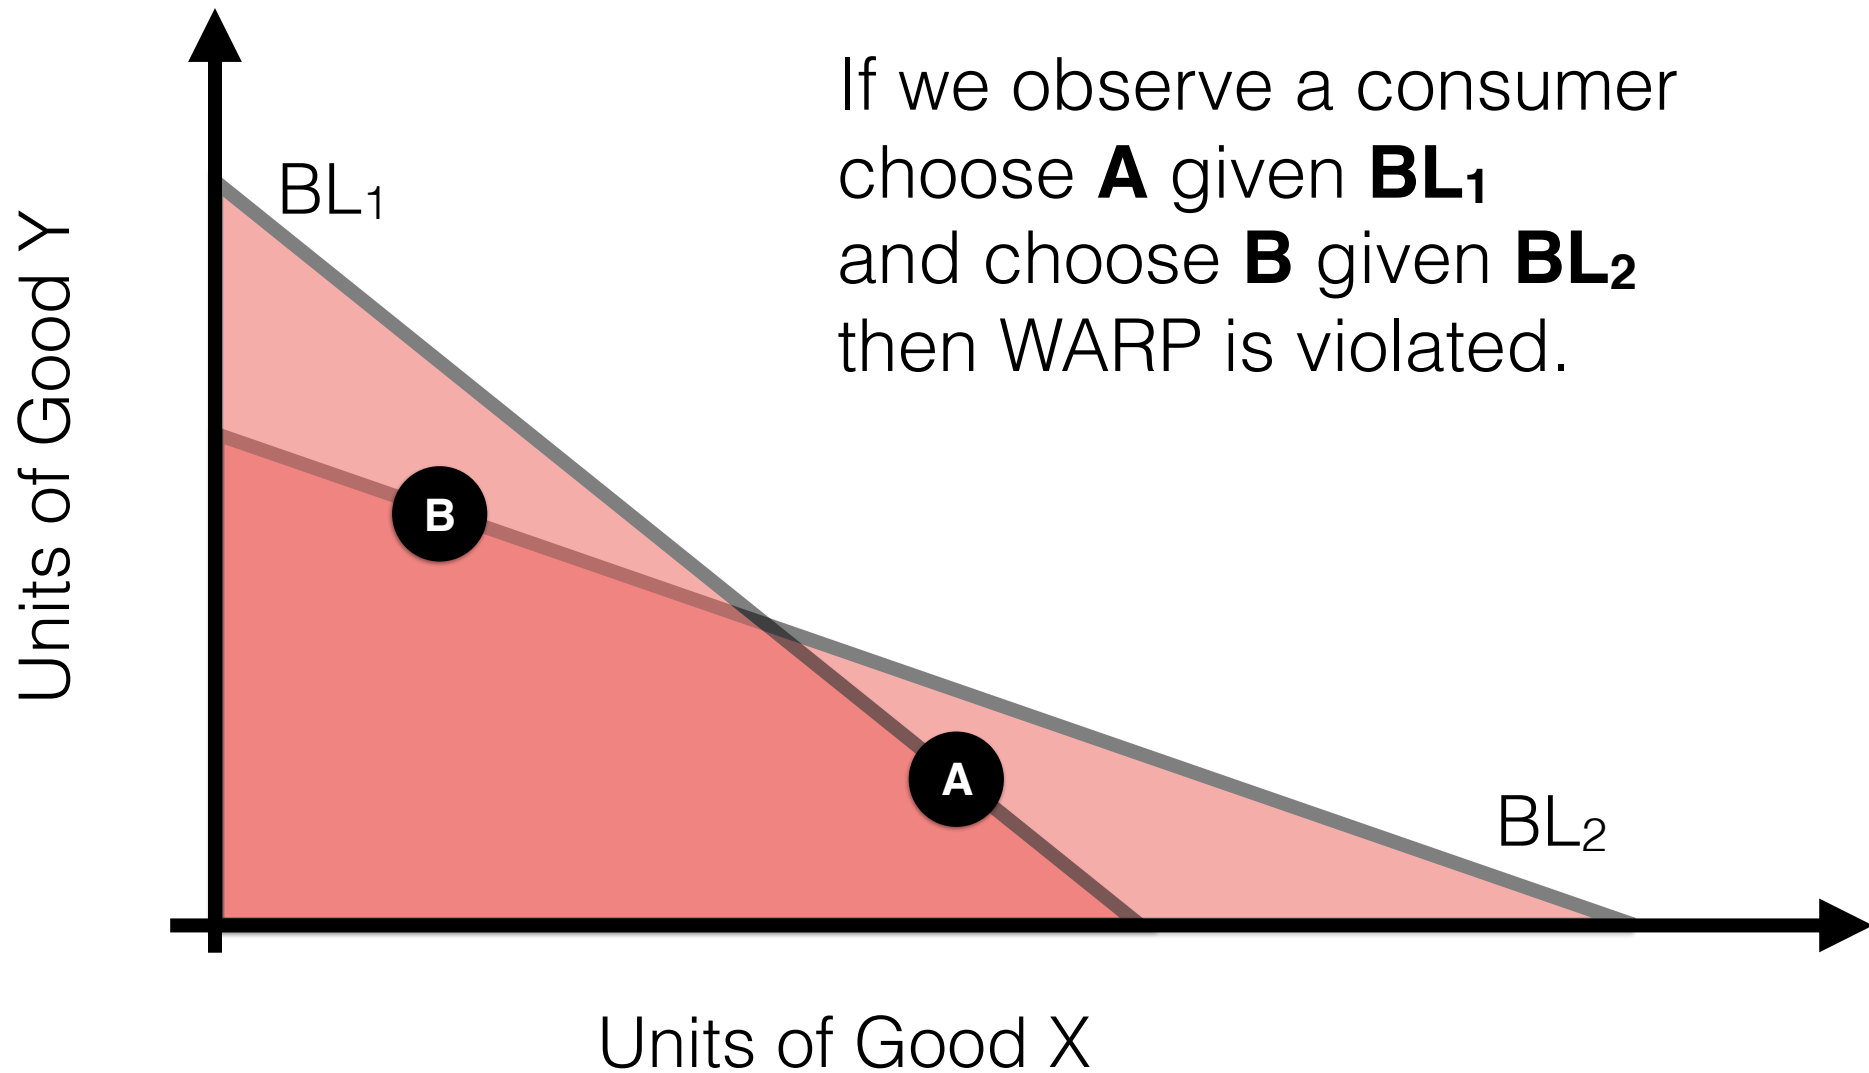 If we observe a consumer
choose A given BL₁
and choose B given BL₂
then WARP is violated.
BL₁
Units of Good Y
B
A
BL₂
Units of Good X